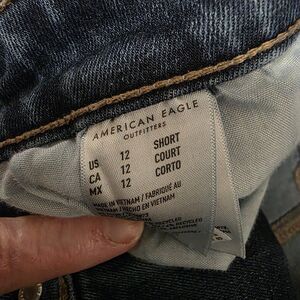 AMERICAN EAGLE
OUTFITTERS
US 12 SHORT
CA 12 COURT
MX 12 CORTO
MADE IN VIETNAM / FABRIQUÉ AU
VIETNAM / HECHO EN VIETNAM
RECYCLED